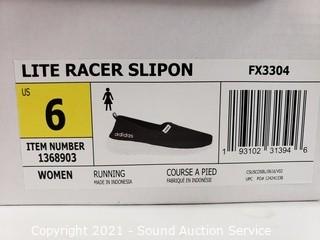 LITE RACER SLIPON FX3304
US
6
ITEM NUMBER
1368903
adidas
WOMEN
RUNNING
MADE IN INDONESIA
COURSE A PIED
FABRIQUÉ EN INDONÉSIE
1 93102 31394 6
UPC
Copyright 2021 - Sound Auction Service